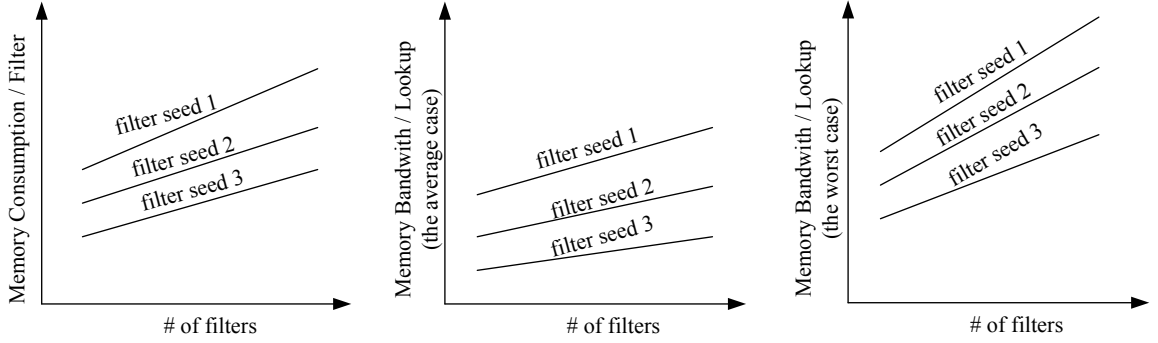 Memory Consumption / Filter
filter seed 1
filter seed 2
filter seed 3
# of filters
Memory Bandwith / Lookup
(the average case)
filter seed 1
filter seed 2
filter seed 3
# of filters
Memory Bandwith / Lookup
(the worst case)
filter seed 1
filter seed 2
filter seed 3
# of filters